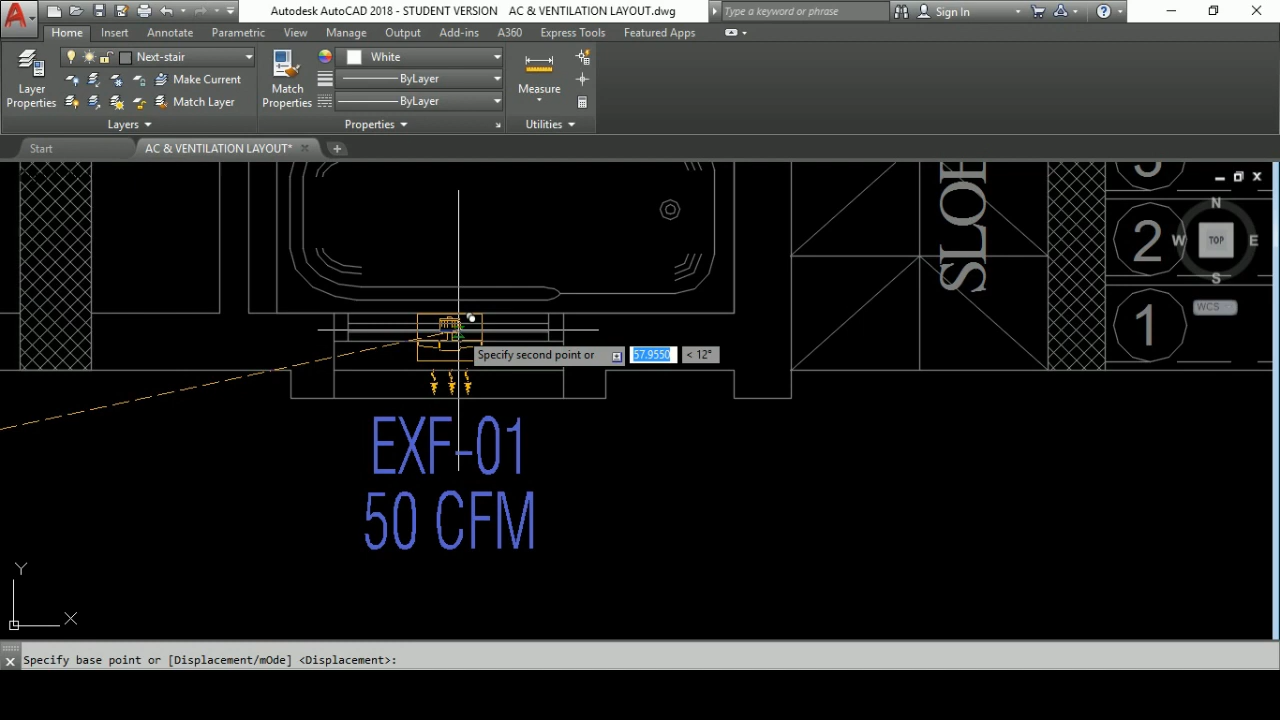 Autodesk AutoCAD 2018 - STUDENT VERSION AC & VENTILATION LAYOUT.dwg
Type a keyword or phrase
Sign In
Home
Insert
Annotate
Parametric
View
Manage
Output
Add-ins
A360
Express Tools
Featured Apps
Layer
Properties
Next-stair
Make Current
Match Layer
Match
Properties
White
ByLayer
ByLayer
Measure
Layers
Properties
Utilities
Start
AC & VENTILATION LAYOUT*
2
1
N
W
TOP
E
S
WCS
Specify second point or
57.9550
< 12°
EXF-01
50 CFM
Y
X
Specify base point or [Displacement/mOde] <Displacement>: